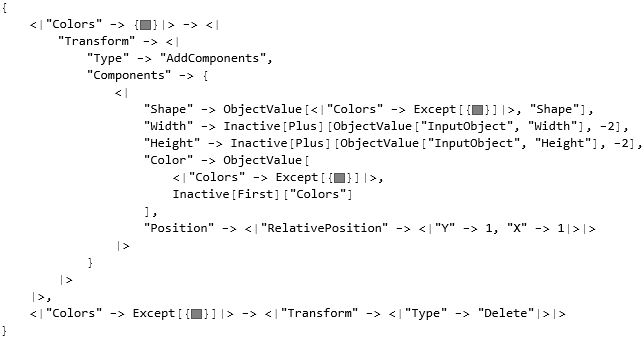 {
<|"Colors" -> {■}|> -> <|
"Transform" -> <|
"Type" -> "AddComponents",
"Components" -> {
<|
"Shape" -> ObjectValue[<|"Colors" -> Except[{■}]|>, "Shape"],
"Width" -> Inactive[Plus][ObjectValue["InputObject", "Width"], -2],
"Height" -> Inactive[Plus][ObjectValue["InputObject", "Height"], -2],
"Color" -> ObjectValue[
<|"Colors" -> Except[{■}]|>,
Inactive[First]["Colors"]
],
"Position" -> <|"RelativePosition" -> <|"Y" -> 1, "X" -> 1|>|>
|>
}
|>
|>,
<|"Colors" -> Except[{■}]|> -> <|"Transform" -> <|"Type" -> "Delete"|>|>
}